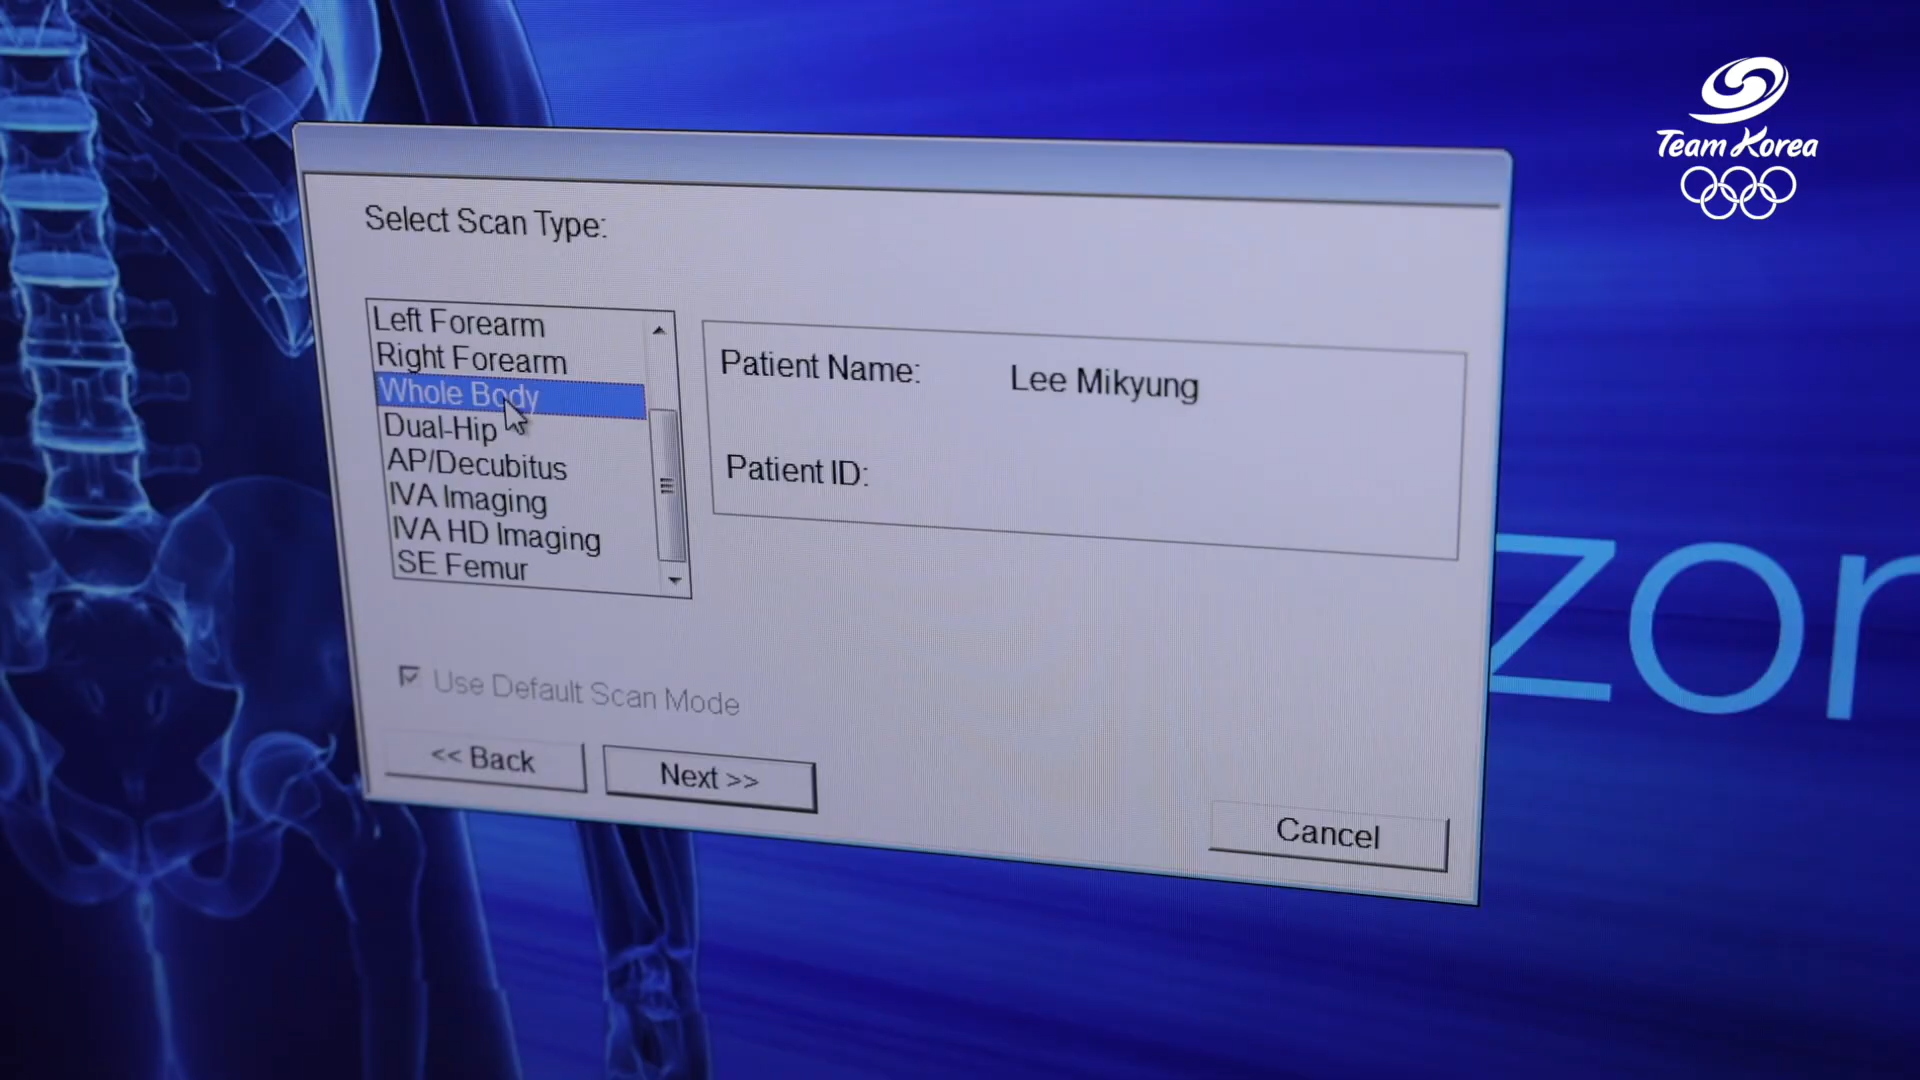 Team Korea
Select Scan Type:
Left Forearm
Right Forearm
Whole Body
Dual-Hip
AP/Decubitus
IVA Imaging
IVA HD Imaging
SE Femur
Patient Name: Lee Mikyung
Patient ID:
Use Default Scan Mode
<< Back
Next >>
Cancel
zon